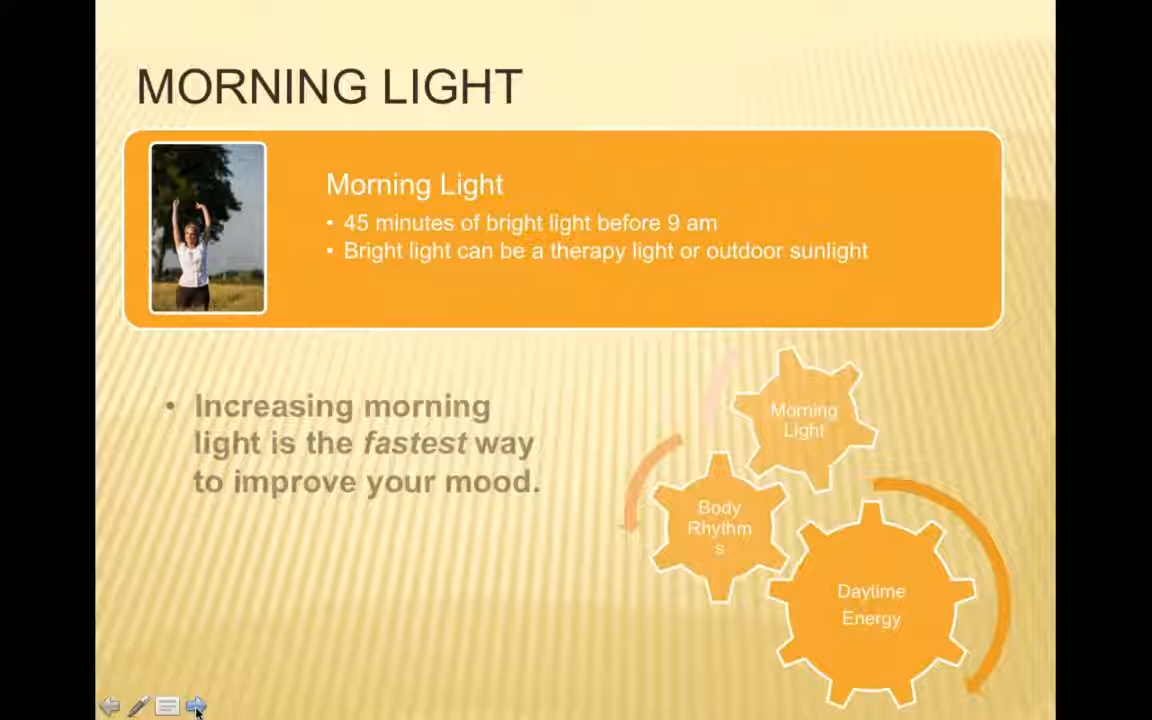 MORNING LIGHT
Morning Light
• 45 minutes of bright light before 9 am
• Bright light can be a therapy light or outdoor sunlight
• Increasing morning
light is the fastest way
to improve your mood.
Morning
Light
Body
Rhythm
s
Daytime
Energy